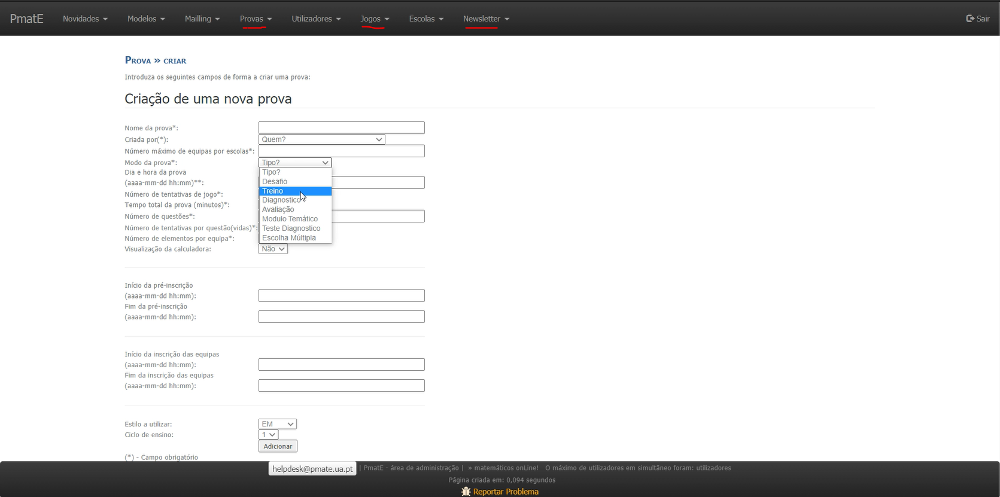 PmatE Novidades Modelos Mailling Provas Utilizadores Jogos Escolas Newsletter Sair
Prova » criar
Introduza os seguintes campos de forma a criar uma prova:
Criação de uma nova prova
Nome da prova*:
Criada por(*): Quem?
Número máximo de equipas por escolas*:
Modo da prova*: Tipo?
Tipo?
Desafio
Treino
Diagnostico
Avaliação
Modulo Temático
Teste Diagnostico
Escolha Múltipla
Dia e hora da prova
(aaaa-mm-dd hh:mm)**:
Número de tentativas de jogo*:
Tempo total da prova (minutos)*:
Número de questões*:
Número de tentativas por questão(vidas)*:
Número de elementos por equipa*:
Visualização da calculadora: Não
Início da pré-inscrição
(aaaa-mm-dd hh:mm):
Fim da pré-inscrição
(aaaa-mm-dd hh:mm):
Início da inscrição das equipas
(aaaa-mm-dd hh:mm):
Fim da inscrição das equipas
(aaaa-mm-dd hh:mm):
Estilo a utilizar: EM
Ciclo de ensino: 1
Adicionar
(*) - Campo obrigatório
helpdesk@pmate.ua.pt | PmatE - área de administração | » matemáticos onLine! O máximo de utilizadores em simultâneo foram: utilizadores
Página criada em: 0,094 segundos
Reportar Problema